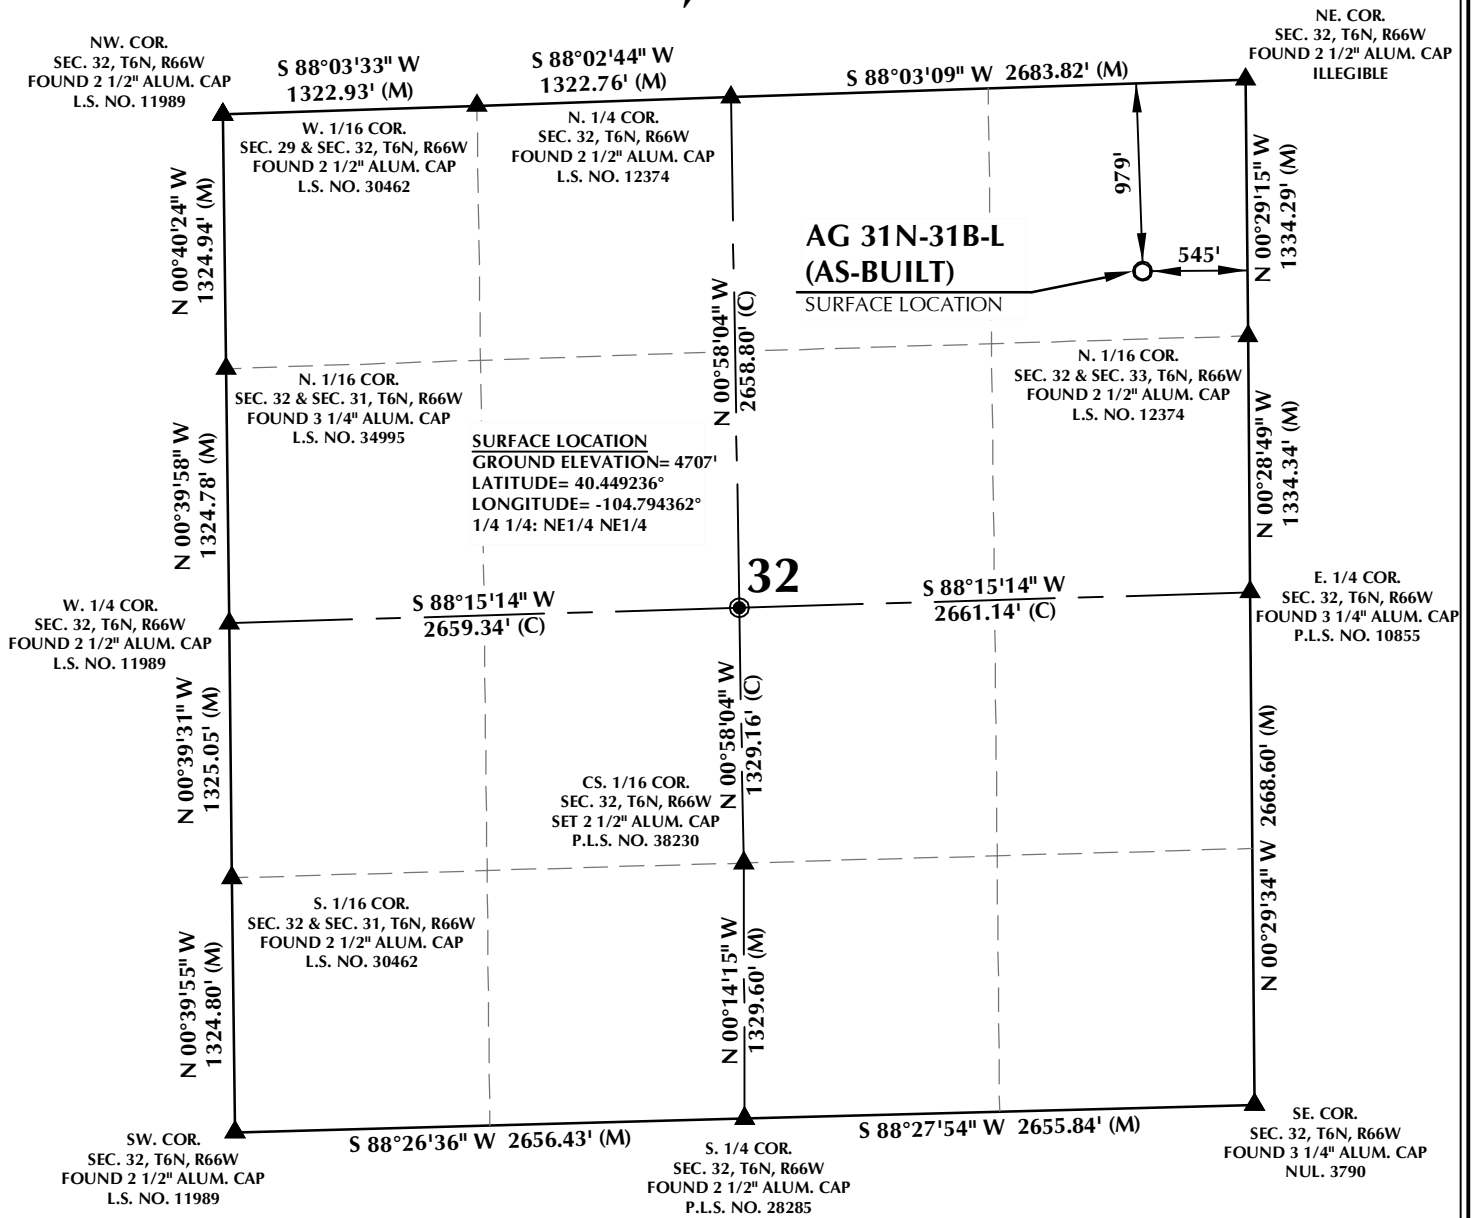 NW. COR.
SEC. 32, T6N, R66W
FOUND 2 1/2" ALUM. CAP
L.S. NO. 11989
S 88°03'33" W
1322.93' (M)
S 88°02'44" W
1322.76' (M)
S 88°03'09" W 2683.82' (M)
NE. COR.
SEC. 32, T6N, R66W
FOUND 2 1/2" ALUM. CAP
ILLEGIBLE
W. 1/16 COR.
SEC. 29 & SEC. 32, T6N, R66W
FOUND 2 1/2" ALUM. CAP
L.S. NO. 30462
N. 1/4 COR.
SEC. 32, T6N, R66W
FOUND 2 1/2" ALUM. CAP
L.S. NO. 12374
N 00°40'24" W
1324.94' (M)
979'
N 00°29'15" W
1334.29' (M)
AG 31N-31B-L
(AS-BUILT)
SURFACE LOCATION
545'
N 00°58'04" W
2658.80' (C)
N. 1/16 COR.
SEC. 32 & SEC. 31, T6N, R66W
FOUND 3 1/4" ALUM. CAP
L.S. NO. 34995
N. 1/16 COR.
SEC. 32 & SEC. 33, T6N, R66W
FOUND 2 1/2" ALUM. CAP
L.S. NO. 12374
N 00°39'58" W
1324.78' (M)
SURFACE LOCATION
GROUND ELEVATION= 4707'
LATITUDE= 40.449236°
LONGITUDE= -104.794362°
1/4 1/4: NE1/4 NE1/4
N 00°28'49" W
1334.34' (M)
32
W. 1/4 COR.
SEC. 32, T6N, R66W
FOUND 2 1/2" ALUM. CAP
L.S. NO. 11989
S 88°15'14" W
2659.34' (C)
S 88°15'14" W
2661.14' (C)
E. 1/4 COR.
SEC. 32, T6N, R66W
FOUND 3 1/4" ALUM. CAP
P.L.S. NO. 10855
N 00°39'31" W
1325.05' (M)
N 00°58'04" W
1329.16' (C)
CS. 1/16 COR.
SEC. 32, T6N, R66W
SET 2 1/2" ALUM. CAP
P.L.S. NO. 38230
N 00°29'34" W 2668.60' (M)
S. 1/16 COR.
SEC. 32 & SEC. 31, T6N, R66W
FOUND 2 1/2" ALUM. CAP
L.S. NO. 30462
N 00°39'55" W
1324.80' (M)
N 00°14'15" W
1329.60' (M)
SW. COR.
SEC. 32, T6N, R66W
FOUND 2 1/2" ALUM. CAP
L.S. NO. 11989
S 88°26'36" W 2656.43' (M)
S. 1/4 COR.
SEC. 32, T6N, R66W
FOUND 2 1/2" ALUM. CAP
P.L.S. NO. 28285
S 88°27'54" W 2655.84' (M)
SE. COR.
SEC. 32, T6N, R66W
FOUND 3 1/4" ALUM. CAP
NUL. 3790